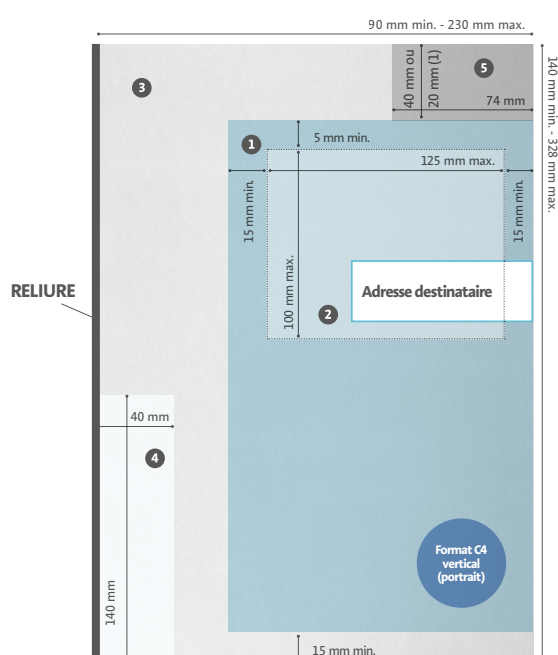 90 mm min. - 230 mm max.
3
40 mm ou
20 mm (1)
5
74 mm
140 mm min. - 328 mm max.
1
5 mm min.
125 mm max.
15 mm min.
15 mm min.
100 mm max.
RELIURE
Adresse destinataire
2
40 mm
4
140 mm
Format C4
vertical
(portrait)
15 mm min.